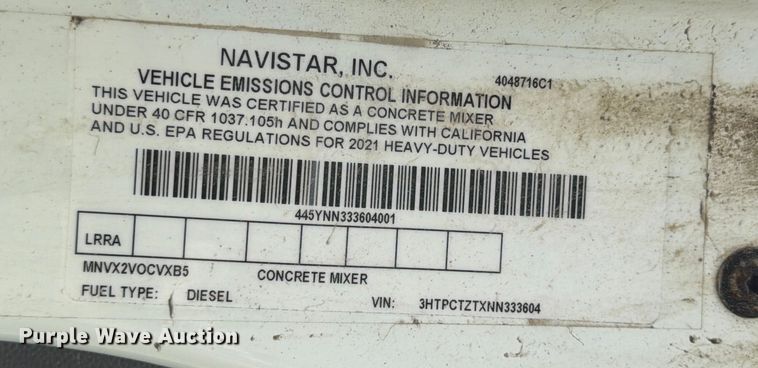 NAVISTAR, INC.
4048716C1
VEHICLE EMISSIONS CONTROL INFORMATION
THIS VEHICLE WAS CERTIFIED AS A CONCRETE MIXER
UNDER 40 CFR 1037.105h AND COMPLIES WITH CALIFORNIA
AND U.S. EPA REGULATIONS FOR 2021 HEAVY-DUTY VEHICLES
445YNN333604001
LRRA
MNVX2VOCVXB5 CONCRETE MIXER
FUEL TYPE: DIESEL VIN: 3HTPCTZTXNN333604
Purple Wave Auction